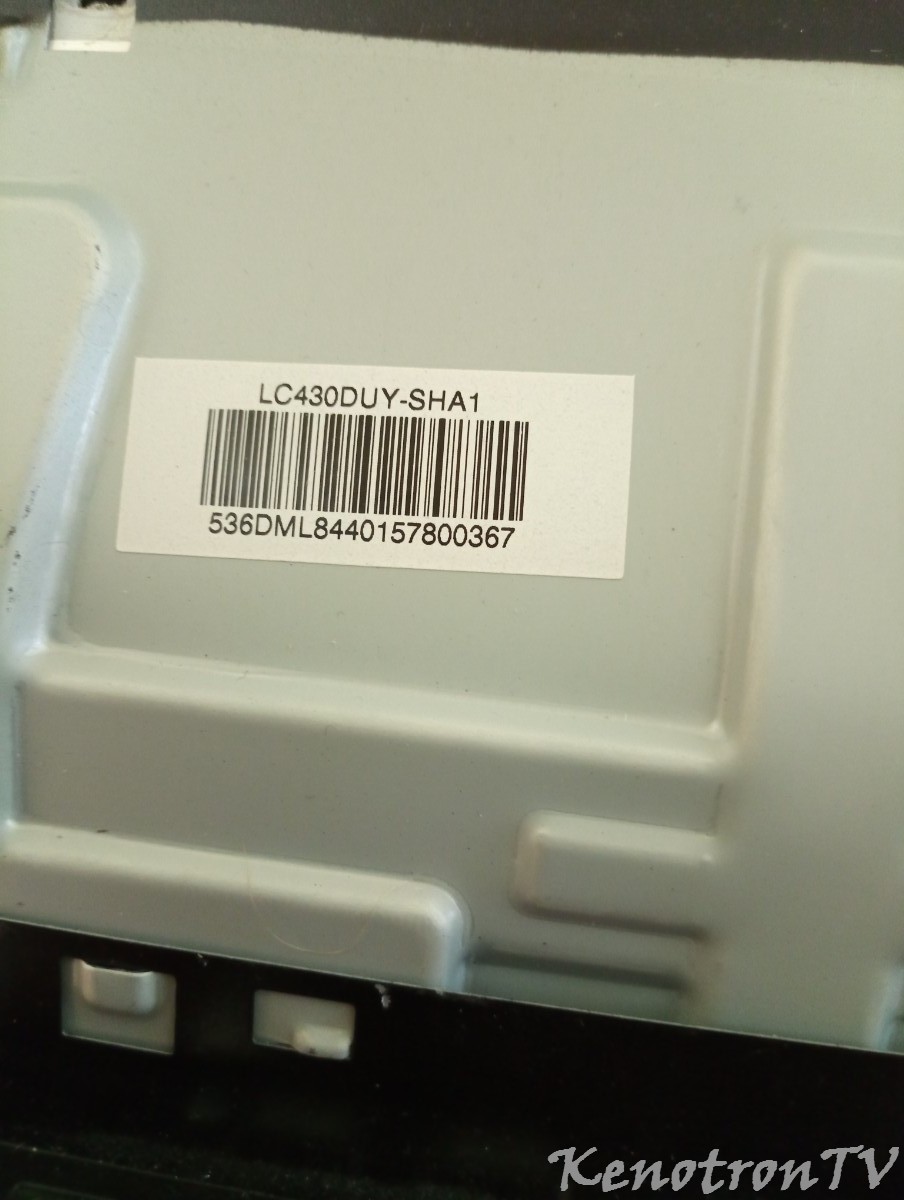 LC430DUY-SHA1
536DML8440157800367
KenotronTV